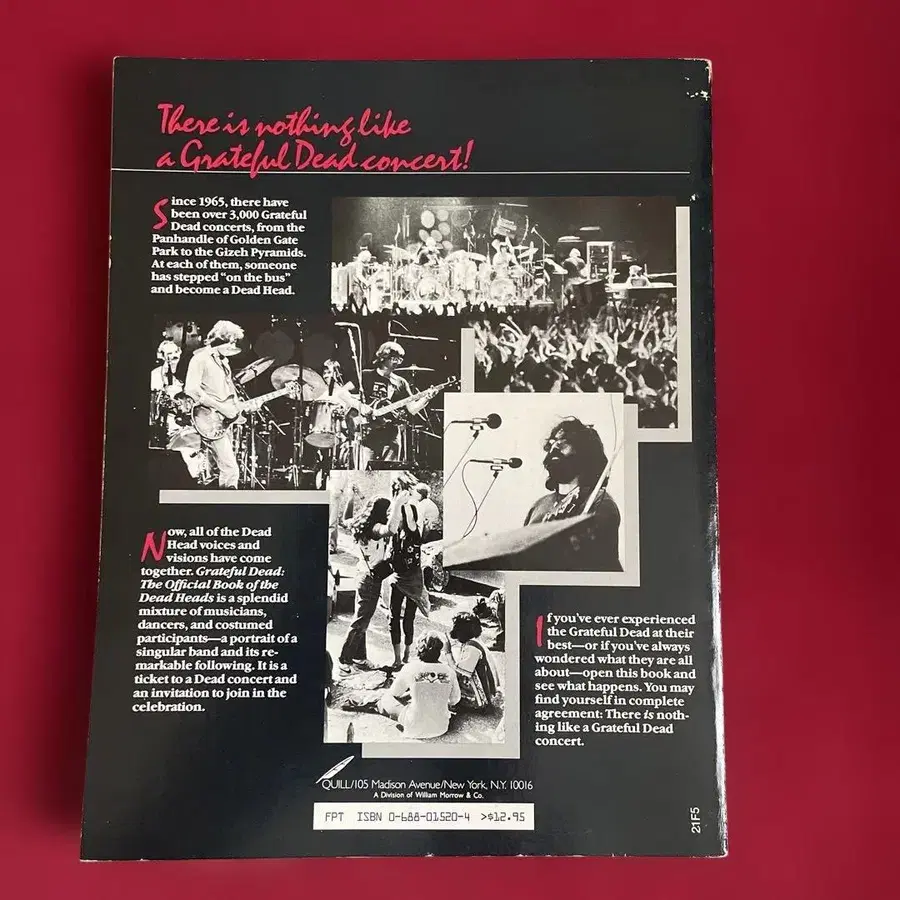 There is nothing like
a Grateful Dead concert!
Since 1965, there have
been over 3,000 Grateful
Dead concerts, from the
Panhandle of Golden Gate
Park to the Gizeh Pyramids.
At each of them, someone
has stepped "on the bus"
and become a Dead Head.
Now, all of the Dead
Head voices and
visions have come
together. Grateful Dead:
The Official Book of the
Dead Heads is a splendid
mixture of musicians,
dancers, and costumed
participants—a portrait of a
singular band and its re-
markable following. It is a
ticket to a Dead concert and
an invitation to join in the
celebration.
If you've ever experienced
the Grateful Dead at their
best—or if you've always
wondered what they are all
about—open this book and
see what happens. You may
find yourself in complete
agreement: There is noth-
ing like a Grateful Dead
concert.
QUILL/105 Madison Avenue/New York, N.Y. 10016
A Division of William Morrow & Co.
FPT ISBN 0-688-01520-4 >$12.95
21F5